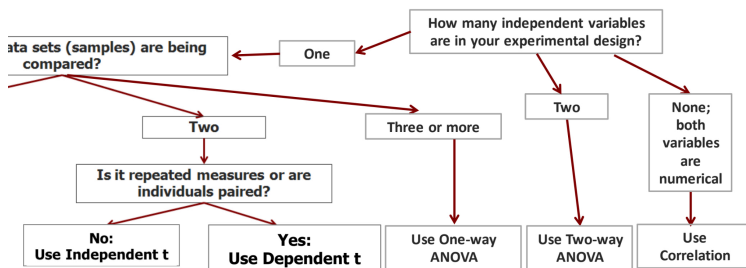 How many independent variables
are in your experimental design?
One
data sets (samples) are being
compared?
Two
Three or more
Two
None;
both
variables
are
numerical
Is it repeated measures or are
individuals paired?
No:
Use Independent t
Yes:
Use Dependent t
Use One-way
ANOVA
Use Two-way
ANOVA
Use
Correlation